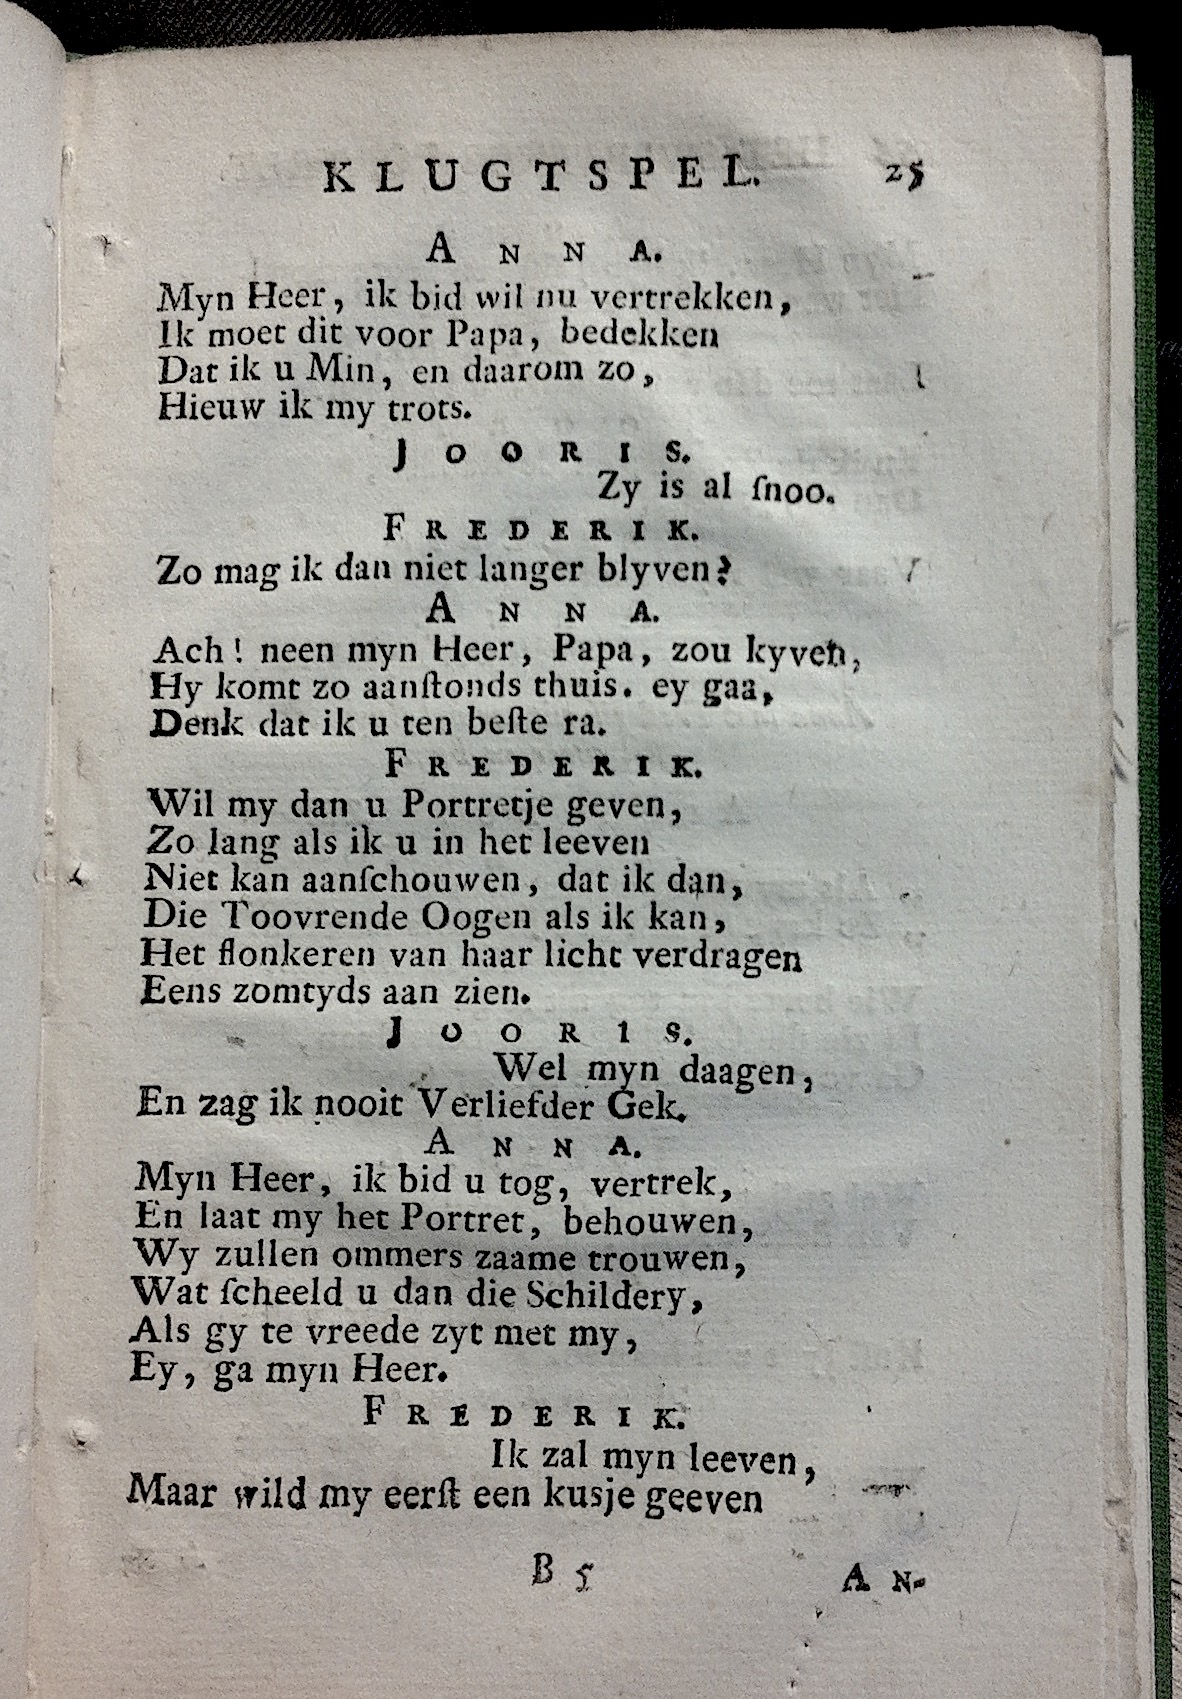 KLUGTSPEL. 25
ANNA.
Myn Heer, ik bid wil nu vertrekken,
Ik moet dit voor Papa, bedekken
Dat ik u Min, en daarom zo,
Hieuw ik my trots.
JOORIS.
Zy is al ſnoo.
FREDERIK.
Zo mag ik dan niet langer blyven?
ANNA.
Ach! neen myn Heer, Papa, zou kyven,
Hy komt zo aanſtonds thuis. ey gaa,
Denk dat ik u ten beſte ra.
FREDERIK.
Wil my dan u Portretje geven,
Zo lang als ik u in het leeven
Niet kan aanſchouwen, dat ik dan,
Die Toovrende Oogen als ik kan,
Het flonkeren van haar licht verdragen
Eens zomtyds aan zien.
JOORIS.
Wel myn daagen,
En zag ik nooit Verliefder Gek.
ANNA.
Myn Heer, ik bid u tog, vertrek,
En laat my het Portret, behouwen,
Wy zullen ommers zaame trouwen,
Wat ſcheeld u dan die Schildery,
Als gy te vreede zyt met my,
Ey, ga myn Heer.
FREDERIK.
Ik zal myn leeven,
Maar wild my eerſt een kusje geeven
B 5 AN-